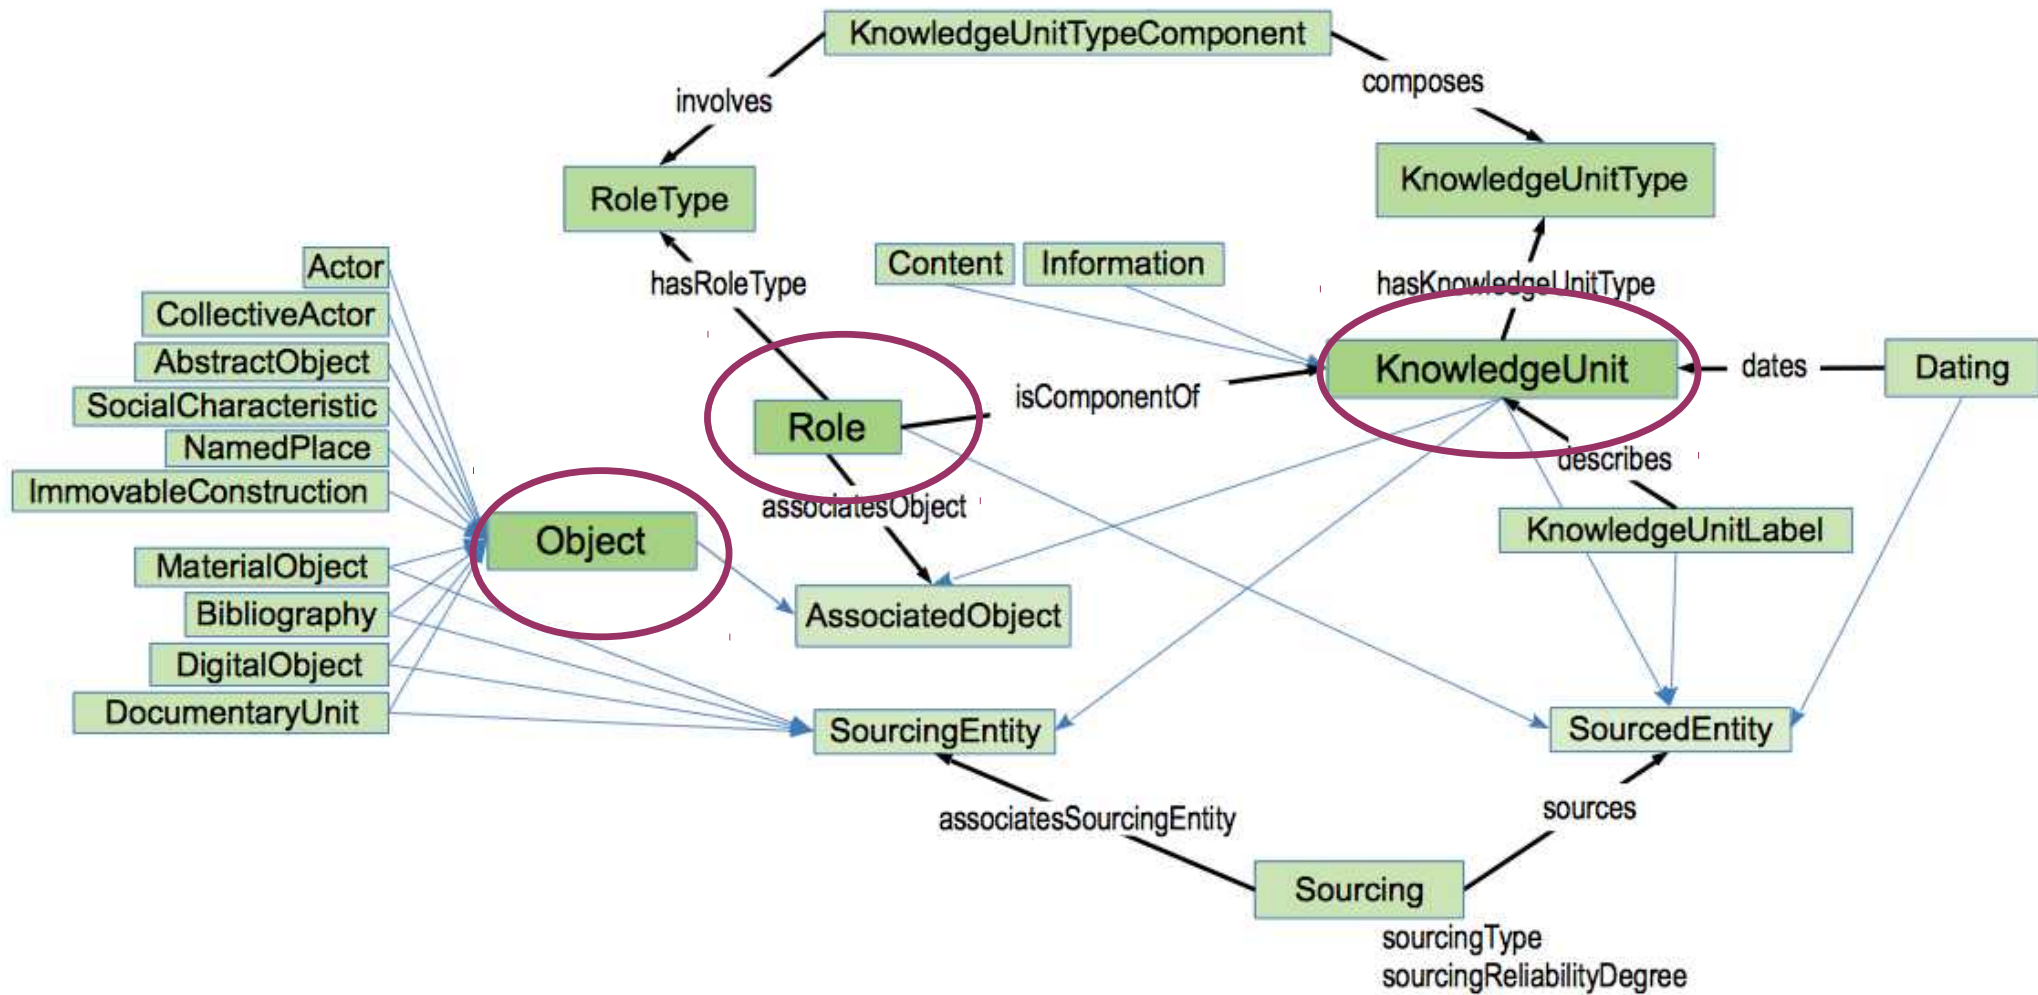 KnowledgeUnitTypeComponent
composes
involves
KnowledgeUnitType
RoleType
Actor
Content
Information
hasRoleType
hasKnowledgeUnitType
CollectiveActor
AbstractObject
KnowledgeUnit
dates
Dating
SocialCharacteristic
isComponentOf
Role
NamedPlace
describes
ImmovableConstruction
associatesObject
KnowledgeUnitLabel
Object
MaterialObject
Bibliography
AssociatedObject
DigitalObject
DocumentaryUnit
SourcingEntity
SourcedEntity
associatesSourcingEntity
sources
Sourcing
sourcingType
sourcingReliabilityDegree